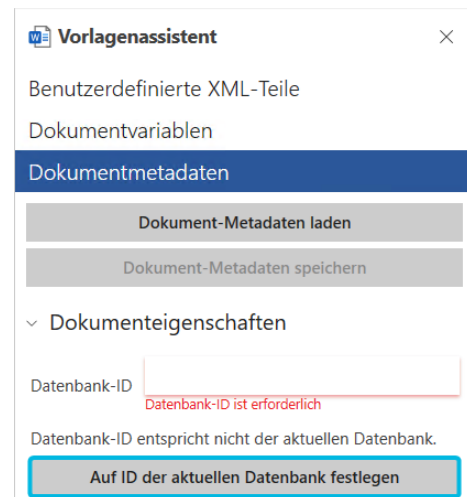 Vorlagenassistent
Benutzerdefinierte XML-Teile
Dokumentvariablen
Dokumentmetadaten
Dokument-Metadaten laden
Dokument-Metadaten speichern
Dokumenteigenschaften
Datenbank-ID
Datenbank-ID ist erforderlich
Datenbank-ID entspricht nicht der aktuellen Datenbank.
Auf ID der aktuellen Datenbank festlegen